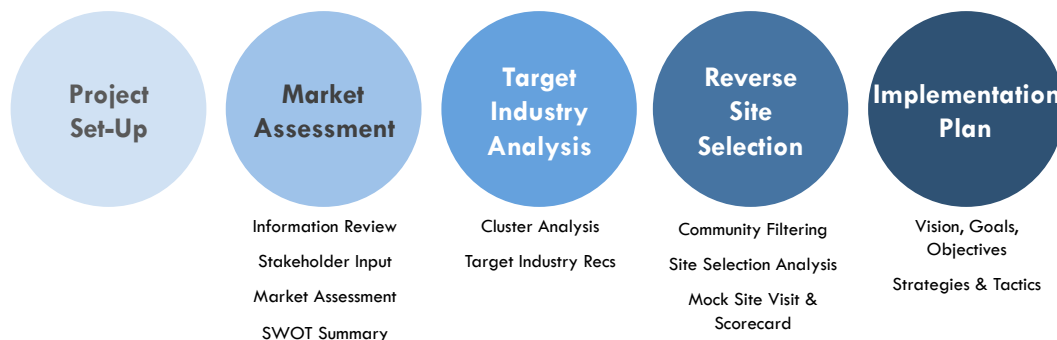 Project
Set-Up
Market
Assessment
Target
Industry
Analysis
Reverse
Site
Selection
Implementation
Plan
Information Review
Stakeholder Input
Market Assessment
SWOT Summary
Cluster Analysis
Target Industry Recs
Community Filtering
Site Selection Analysis
Mock Site Visit &
Scorecard
Vision, Goals,
Objectives
Strategies & Tactics